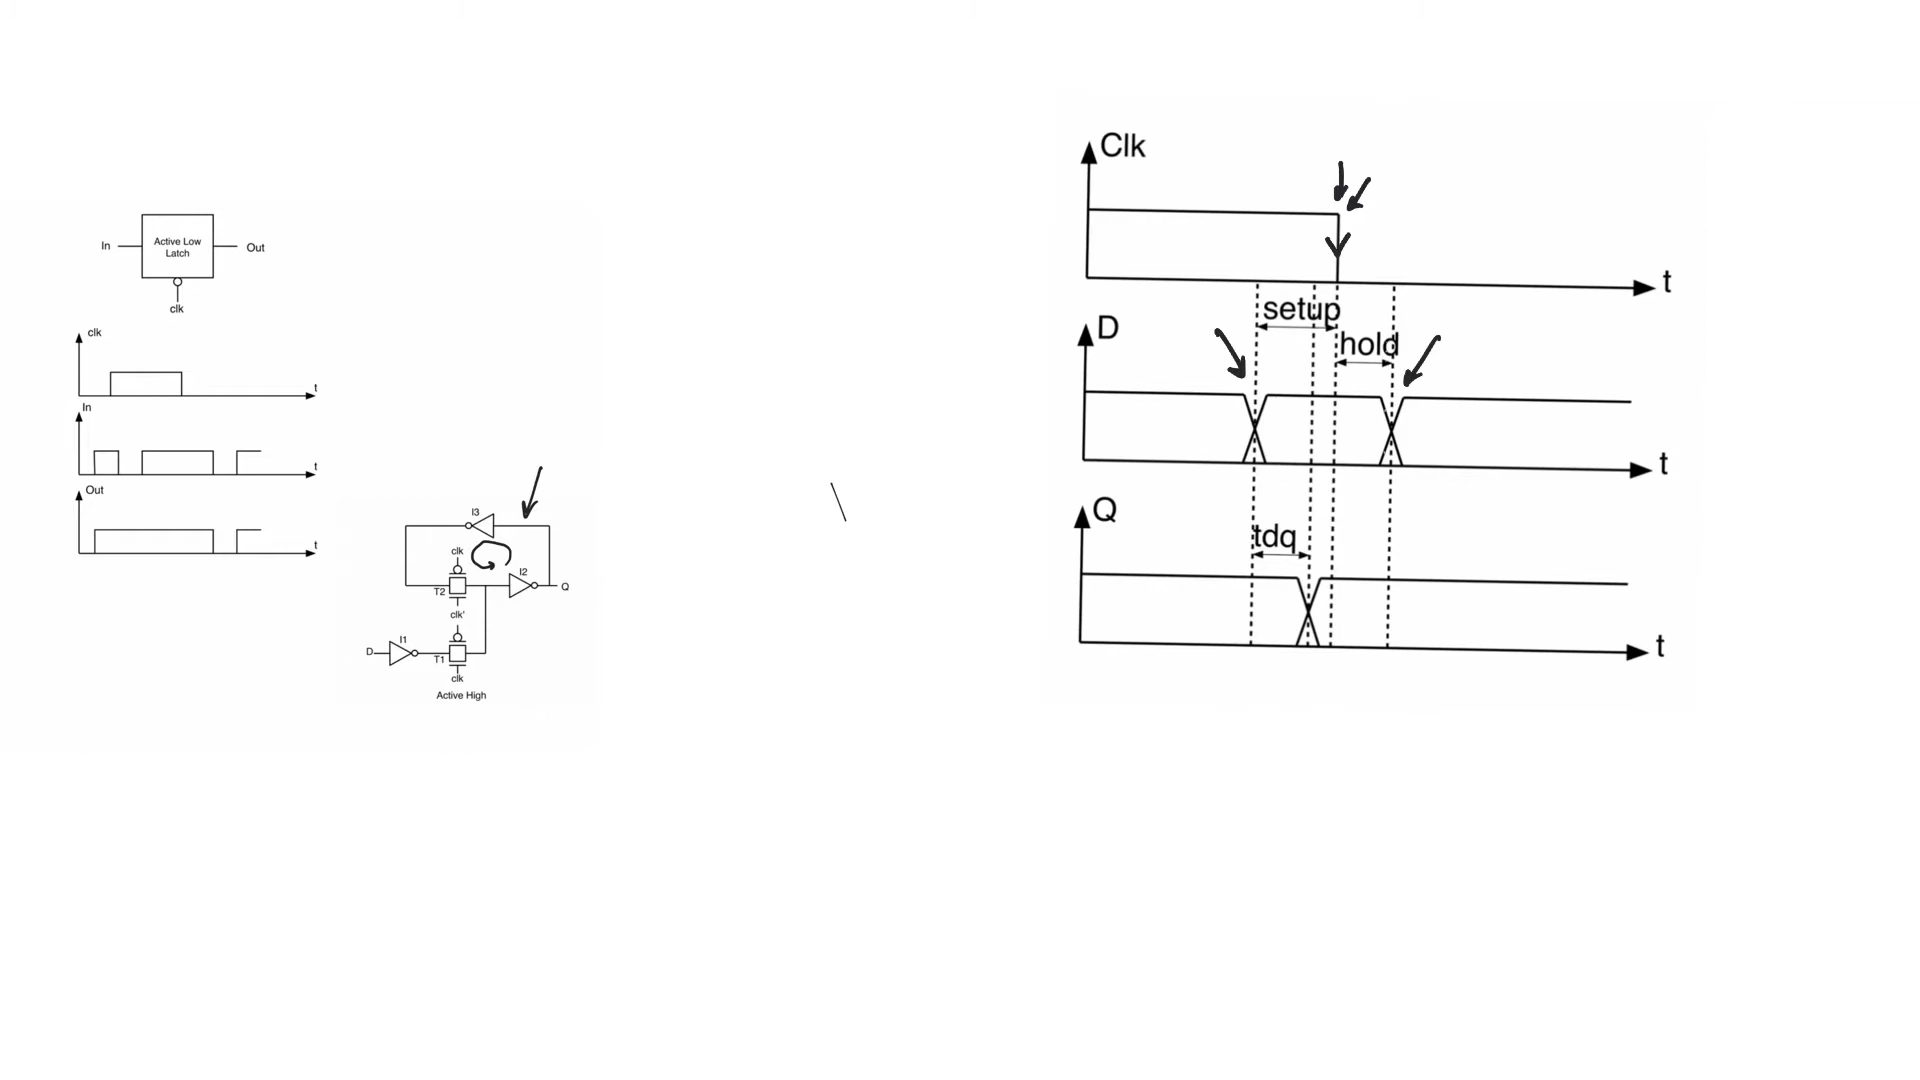 In
Active Low
Latch
Out
clk
clk
t
In
t
Out
t
I3
clk
I2
T2
Q
clk'
I1
D
T1
clk
Active High
Clk
t
setup
D
hold
t
Q
tdq
t